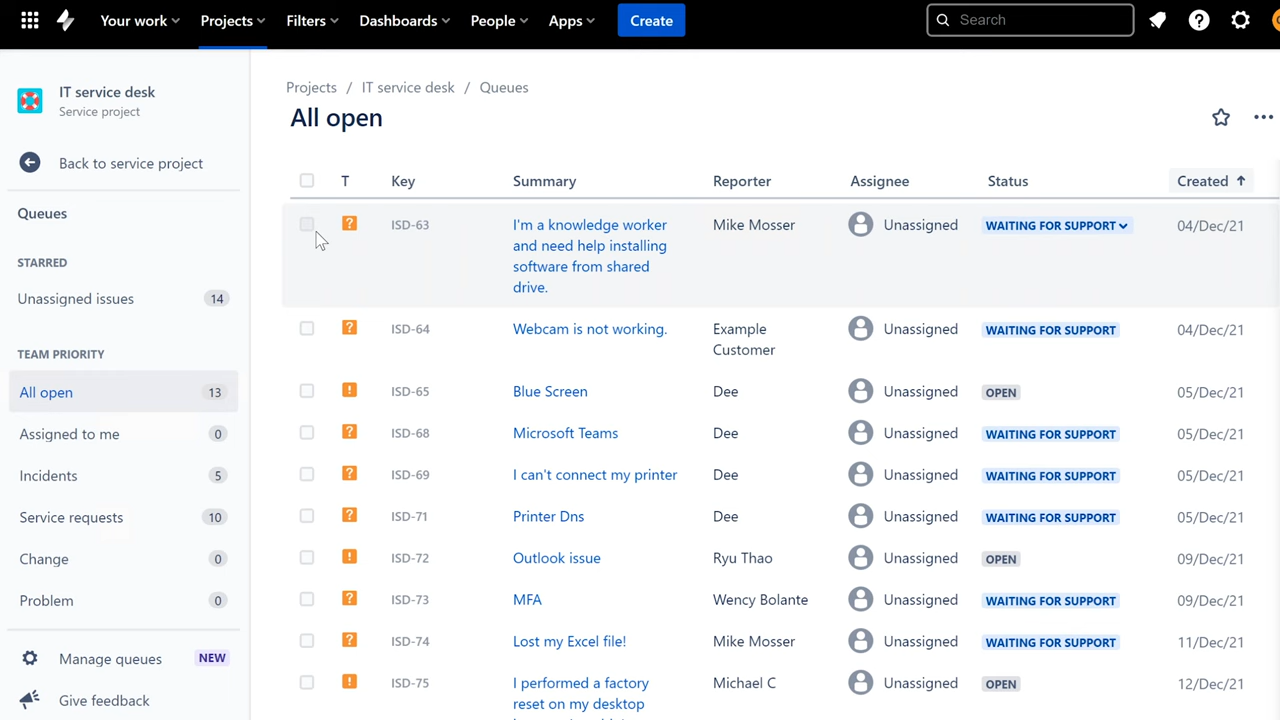 Your work Projects Filters Dashboards People Apps Create Search
IT service desk
Service project
Back to service project
Queues
STARRED
Unassigned issues 14
TEAM PRIORITY
All open 13
Assigned to me 0
Incidents 5
Service requests 10
Change 0
Problem 0
Manage queues NEW
Give feedback
Projects / IT service desk / Queues
All open
T Key Summary Reporter Assignee Status Created ↑
ISD-63 I'm a knowledge worker Mike Mosser Unassigned WAITING FOR SUPPORT 04/Dec/21
and need help installing
software from shared
drive.
ISD-64 Webcam is not working. Example Unassigned WAITING FOR SUPPORT 04/Dec/21
Customer
ISD-65 Blue Screen Dee Unassigned OPEN 05/Dec/21
ISD-68 Microsoft Teams Dee Unassigned WAITING FOR SUPPORT 05/Dec/21
ISD-69 I can't connect my printer Dee Unassigned WAITING FOR SUPPORT 05/Dec/21
ISD-71 Printer Dns Dee Unassigned WAITING FOR SUPPORT 05/Dec/21
ISD-72 Outlook issue Ryu Thao Unassigned OPEN 09/Dec/21
ISD-73 MFA Wency Bolante Unassigned WAITING FOR SUPPORT 09/Dec/21
ISD-74 Lost my Excel file! Mike Mosser Unassigned WAITING FOR SUPPORT 11/Dec/21
ISD-75 I performed a factory Michael C Unassigned OPEN 12/Dec/21
reset on my desktop